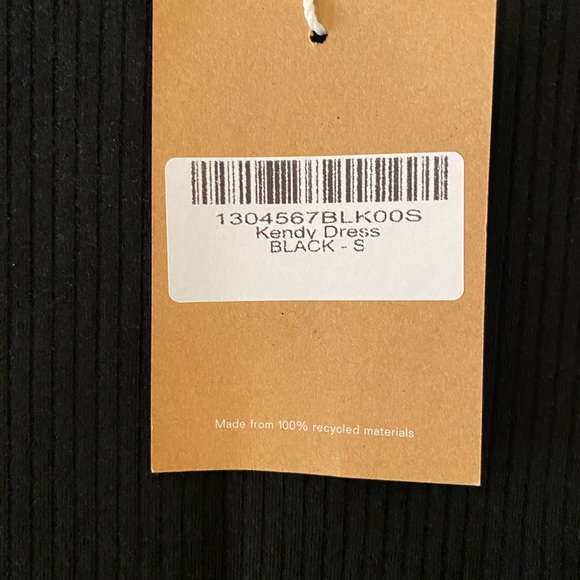 1304567BLK00S
Kendy Dress
BLACK - S
Made from 100% recycled materials